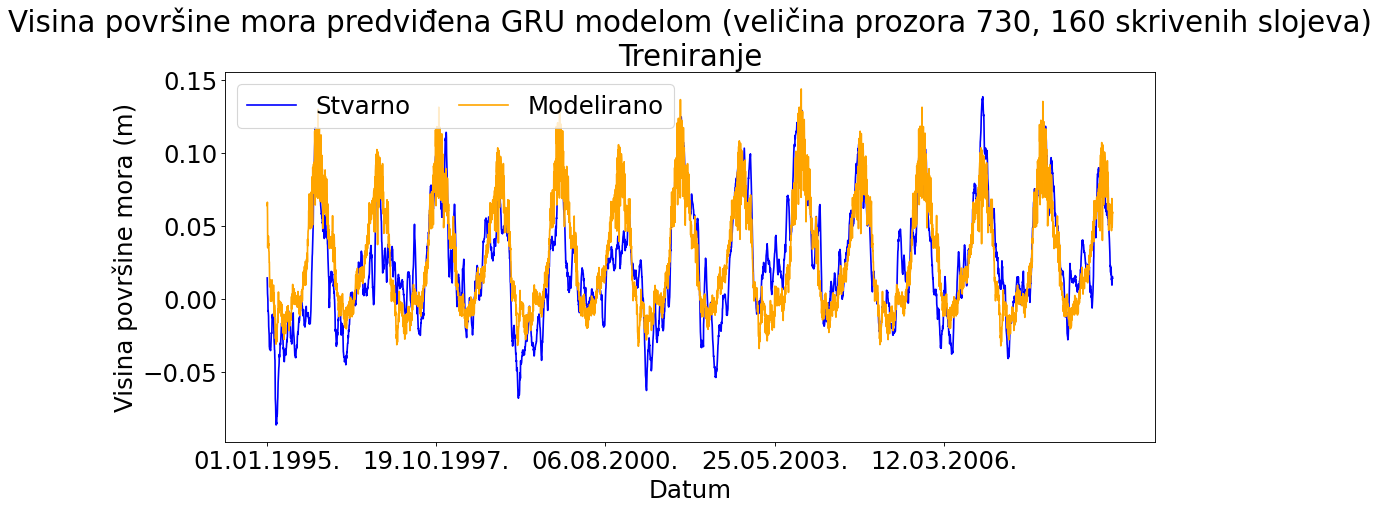 Visina površine mora predviđena GRU modelom (veličina prozora 730, 160 skrivenih slojeva)
Treniranje
Stvarno Modelirano
Visina površine mora (m)
0.15
0.10
0.05
0.00
−0.05
01.01.1995. 19.10.1997. 06.08.2000. 25.05.2003. 12.03.2006.
Datum